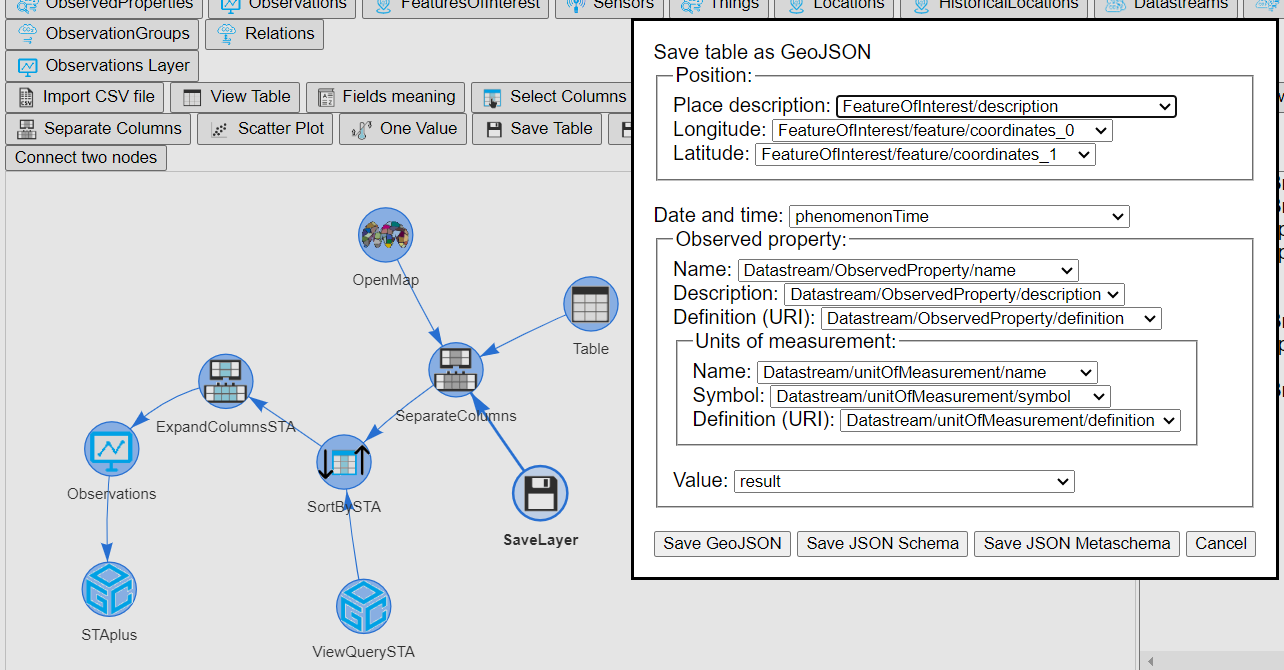 ObservedProperties Observations FeaturesOfInterest Sensors Things Locations HistoricalLocations Datastreams
ObservationGroups Relations
Observations Layer
Import CSV file View Table Fields meaning Select Columns
Separate Columns Scatter Plot One Value Save Table
Connect two nodes
OpenMap
Table
SeparateColumns
ExpandColumnsSTA
Observations
SortBySTA
SaveLayer
STAplus
ViewQuerySTA
Save table as GeoJSON
Position:
Place description: FeatureOfInterest/description
Longitude: FeatureOfInterest/feature/coordinates_0
Latitude: FeatureOfInterest/feature/coordinates_1
Date and time: phenomenonTime
Observed property:
Name: Datastream/ObservedProperty/name
Description: Datastream/ObservedProperty/description
Definition (URI): Datastream/ObservedProperty/definition
Units of measurement:
Name: Datastream/unitOfMeasurement/name
Symbol: Datastream/unitOfMeasurement/symbol
Definition (URI): Datastream/unitOfMeasurement/definition
Value: result
Save GeoJSON Save JSON Schema Save JSON Metaschema Cancel